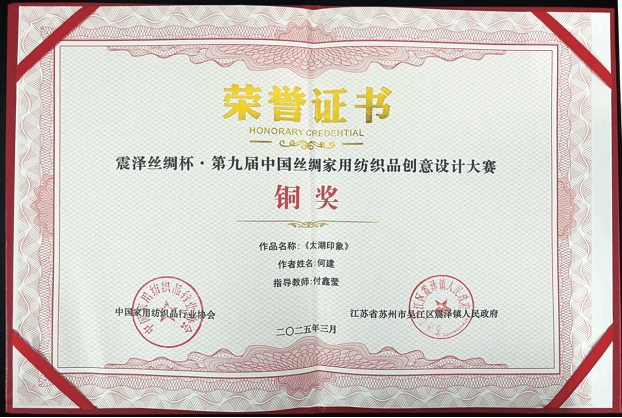 荣誉证书
HONORARY CREDENTIAL
震泽丝绸杯·第九届中国丝绸家用纺织品创意设计大赛
铜奖
作品名称:《太湖印象》
作者姓名:何建
指导教师:付鑫莹
中国家用纺织品行业协会
江苏省苏州市吴江区震泽镇人民政府
二〇二五年三月